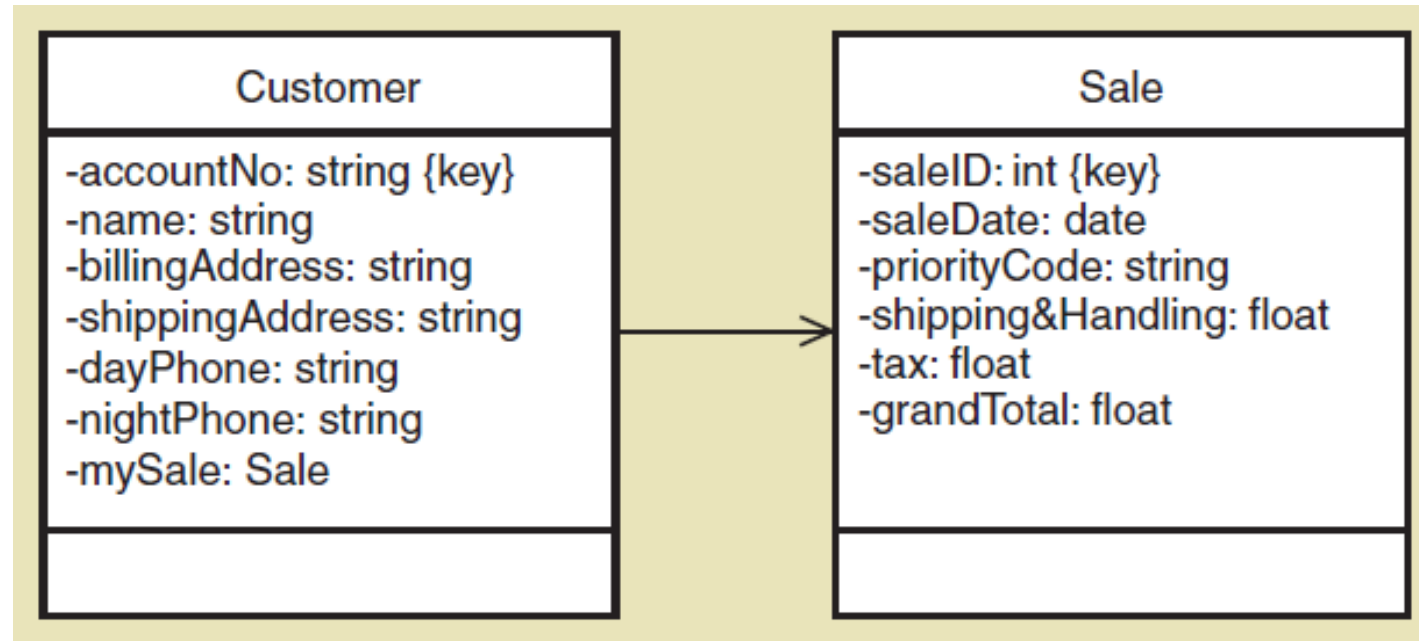 Customer
-accountNo: string {key}
-name: string
-billingAddress: string
-shippingAddress: string
-dayPhone: string
-nightPhone: string
-mySale: Sale
Sale
-saleID: int {key}
-saleDate: date
-priorityCode: string
-shipping&Handling: float
-tax: float
-grandTotal: float